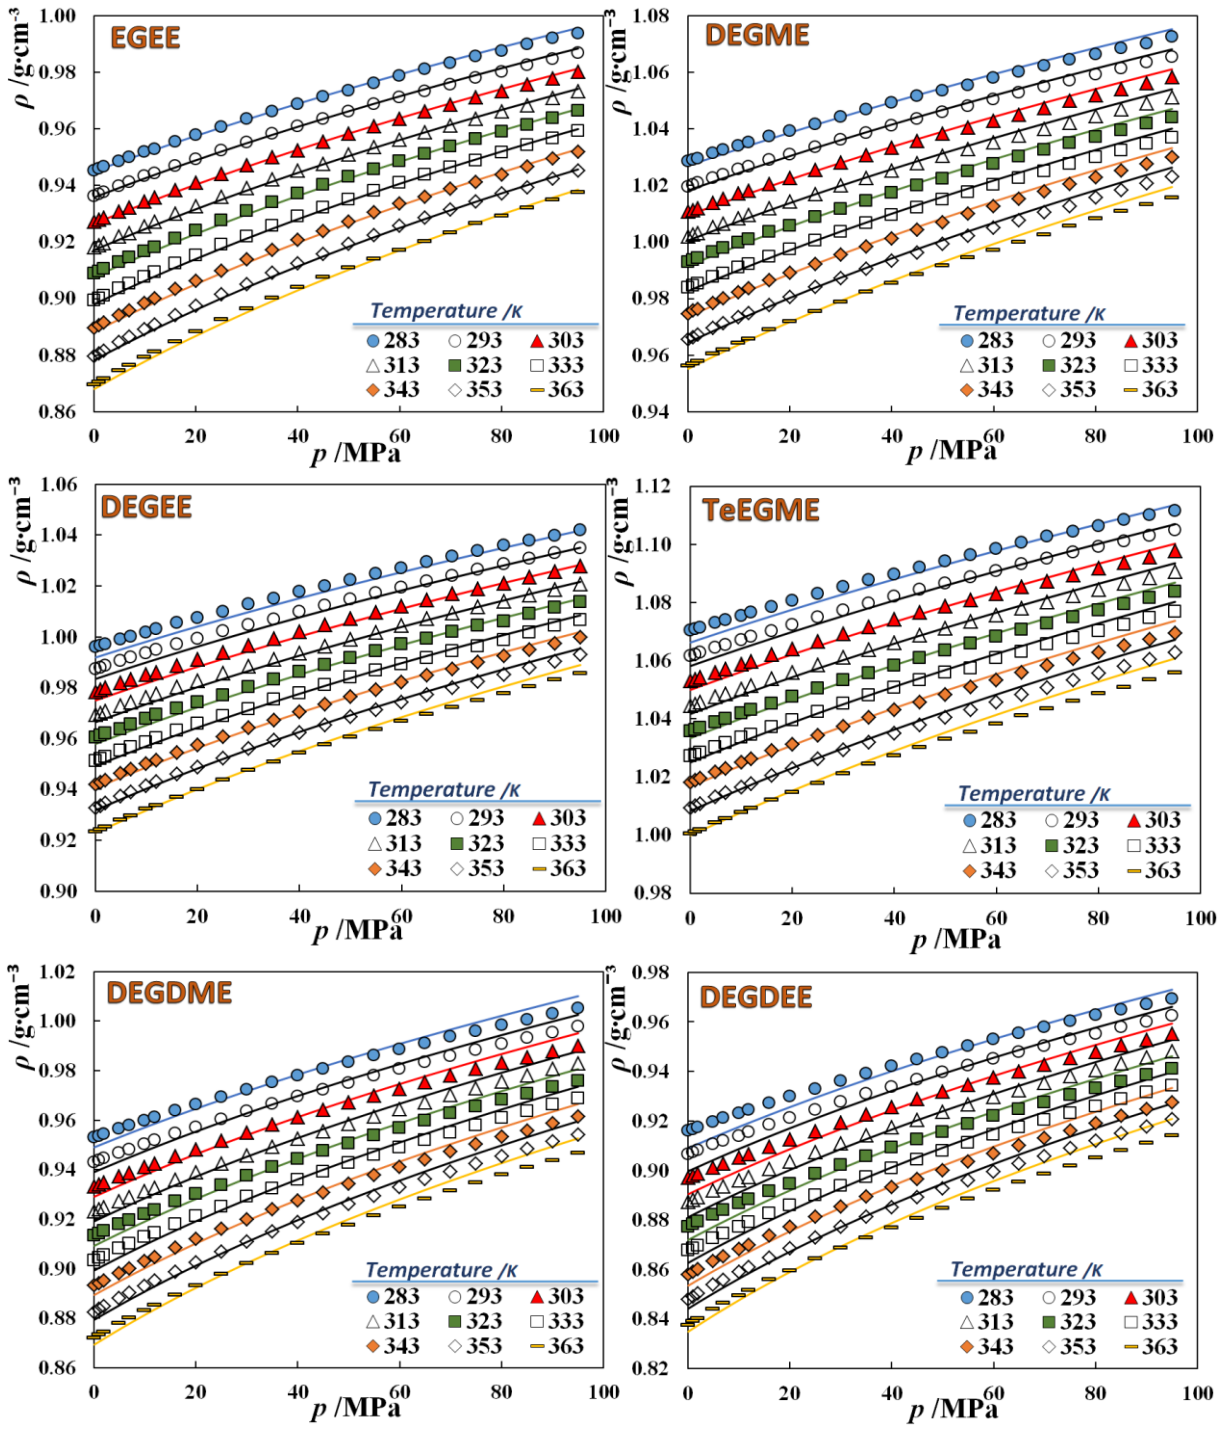 EGEE
ρ /g·cm⁻³
1.00
0.98
0.96
0.94
0.92
0.90
0.88
0.86
Temperature /K
283 293 303
313 323 333
343 353 363
0 20 40 60 80 100
p /MPa
DEGME
ρ /g·cm⁻³
1.08
1.06
1.04
1.02
1.00
0.98
0.96
0.94
Temperature /K
283 293 303
313 323 333
343 353 363
0 20 40 60 80 100
p /MPa
DEGEE
ρ /g·cm⁻³
1.06
1.04
1.02
1.00
0.98
0.96
0.94
0.92
0.90
Temperature /K
283 293 303
313 323 333
343 353 363
0 20 40 60 80 100
p /MPa
TeEGME
ρ /g·cm⁻³
1.12
1.10
1.08
1.06
1.04
1.02
1.00
0.98
Temperature /K
283 293 303
313 323 333
343 353 363
0 20 40 60 80 100
p /MPa
DEGDME
ρ /g·cm⁻³
1.02
1.00
0.98
0.96
0.94
0.92
0.90
0.88
0.86
Temperature /K
283 293 303
313 323 333
343 353 363
0 20 40 60 80 100
p /MPa
DEGDEE
ρ /g·cm⁻³
0.98
0.96
0.94
0.92
0.90
0.88
0.86
0.84
0.82
Temperature /K
283 293 303
313 323 333
343 353 363
0 20 40 60 80 100
p /MPa